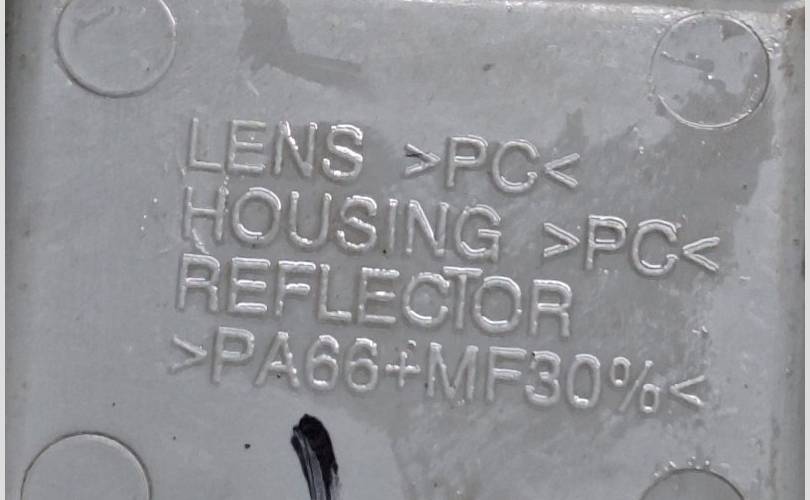 LENS >PC<
HOUSING >PC<
REFLECTOR
>PA66+MF30%<